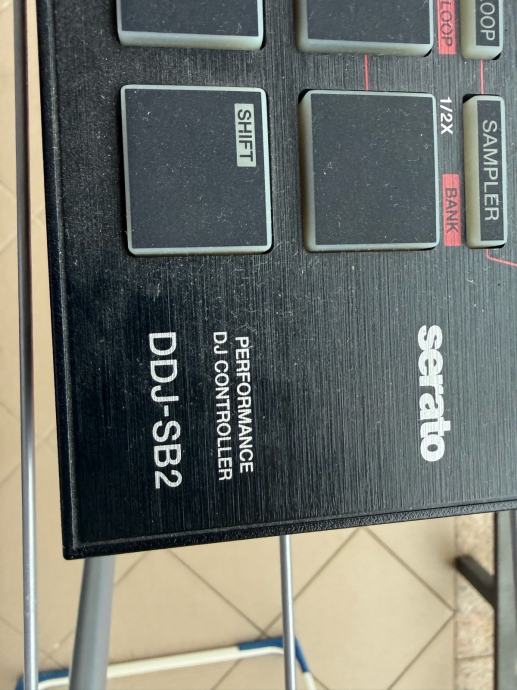 LOOP
LOOP
1/2X
BANK
SAMPLER
SHIFT
serato
PERFORMANCE
DJ CONTROLLER
DDJ-SB2